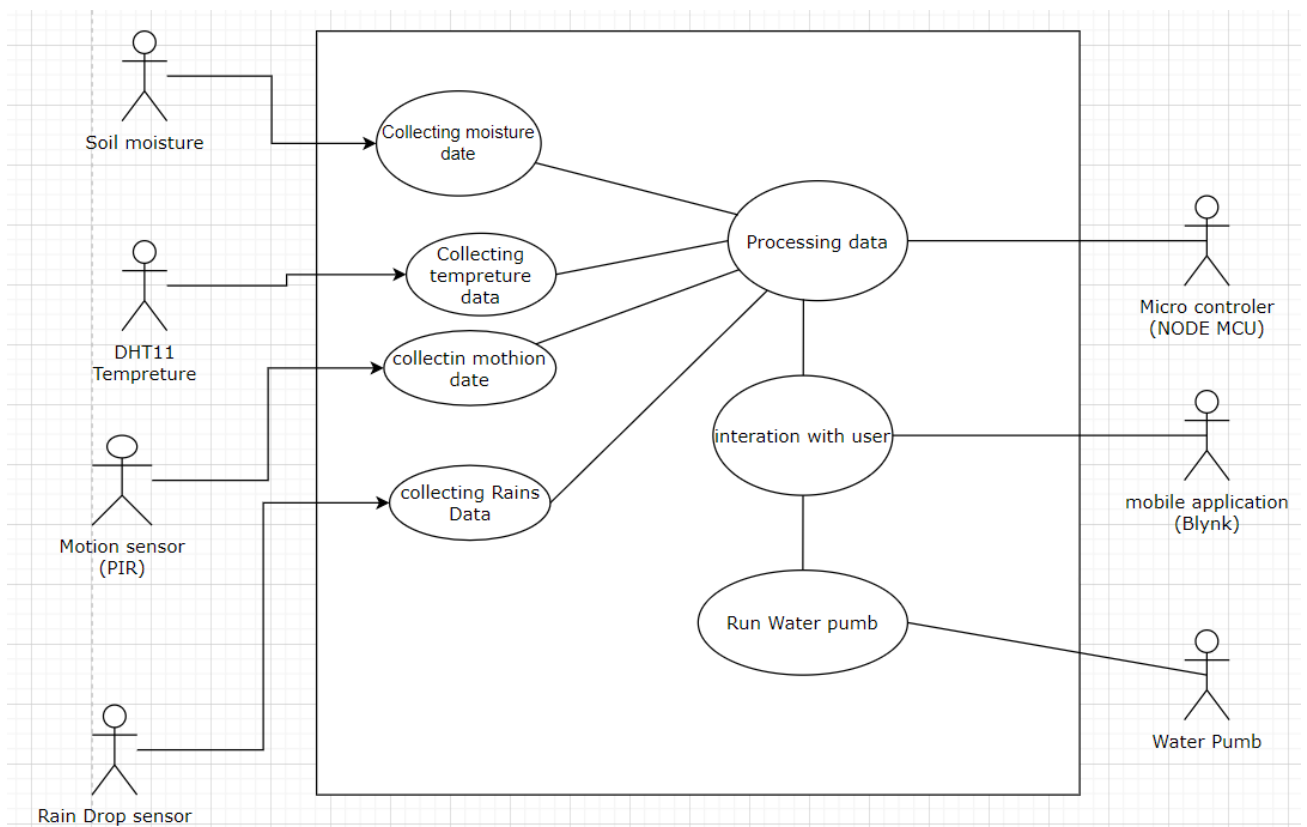 Soil moisture
Collecting moisture
date
Processing data
Collecting
tempreture
data
Micro controler
(NODE MCU)
DHT11
Tempreture
collectin mothion
date
interation with user
mobile application
(Blynk)
collecting Rains
Data
Motion sensor
(PIR)
Run Water pumb
Water Pumb
Rain Drop sensor